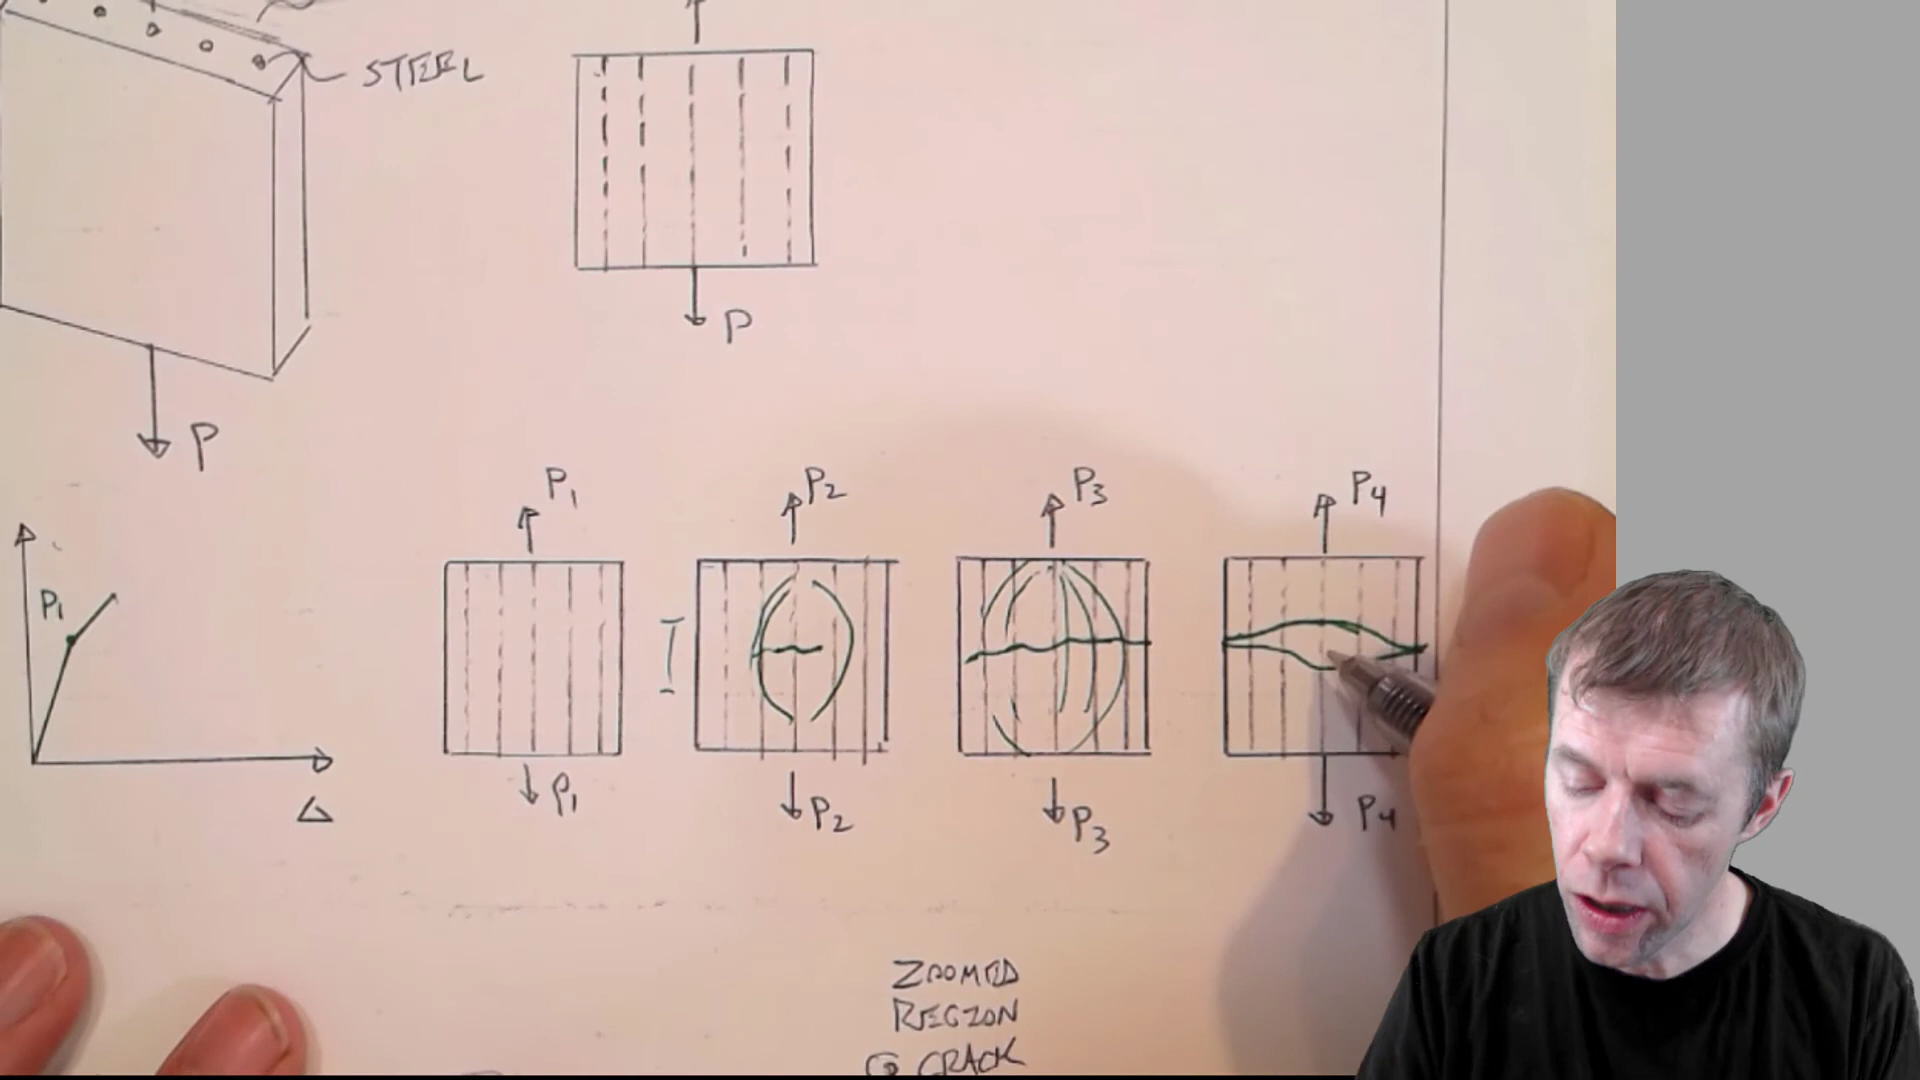 STEEL
P
P
P1
P2
P3
P4
P1
Δ
P1
P2
P3
P4
ZOOMED
REGION
@ CRACK